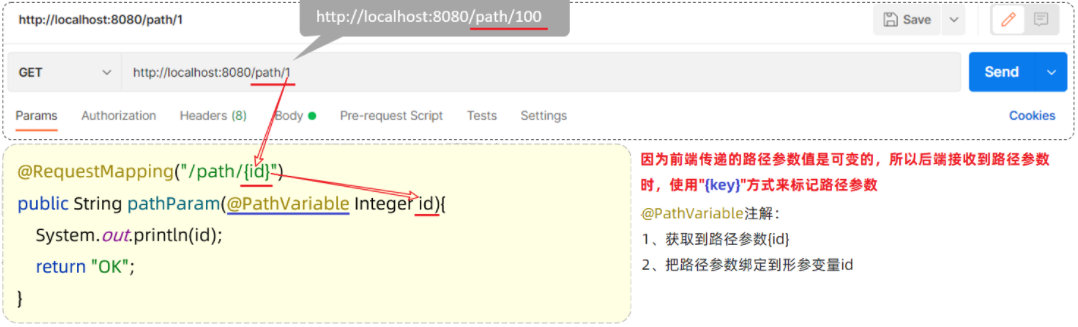 http://localhost:8080/path/1
http://localhost:8080/path/100
Save
GET
http://localhost:8080/path/1
Send
Params
Authorization
Headers (8)
Body
Pre-request Script
Tests
Settings
Cookies
@RequestMapping("/path/{id}")
public String pathParam(@PathVariable Integer id){
System.out.println(id);
return "OK";
}
因为前端传递的路径参数值是可变的，所以后端接收到路径参数
时，使用"{key}"方式来标记路径参数
@PathVariable注解：
1、获取到路径参数{id}
2、把路径参数绑定到形参变量id